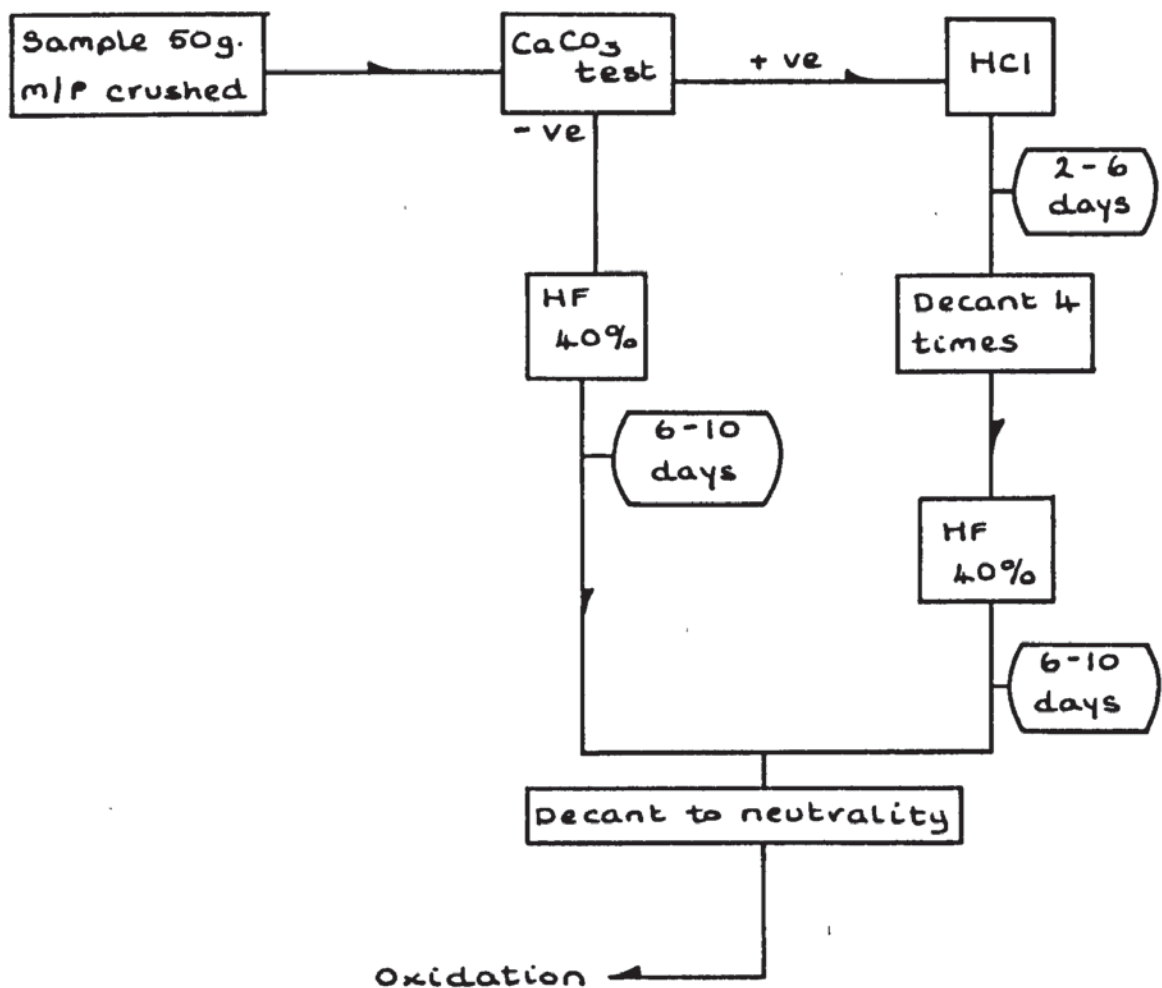 Sample 50g.
m/P crushed
CaCO3
test
+ ve
HCl
- ve
2-6
days
HF
40%
Decant 4
times
6-10
days
HF
40%
6-10
days
Decant to neutrality
Oxidation